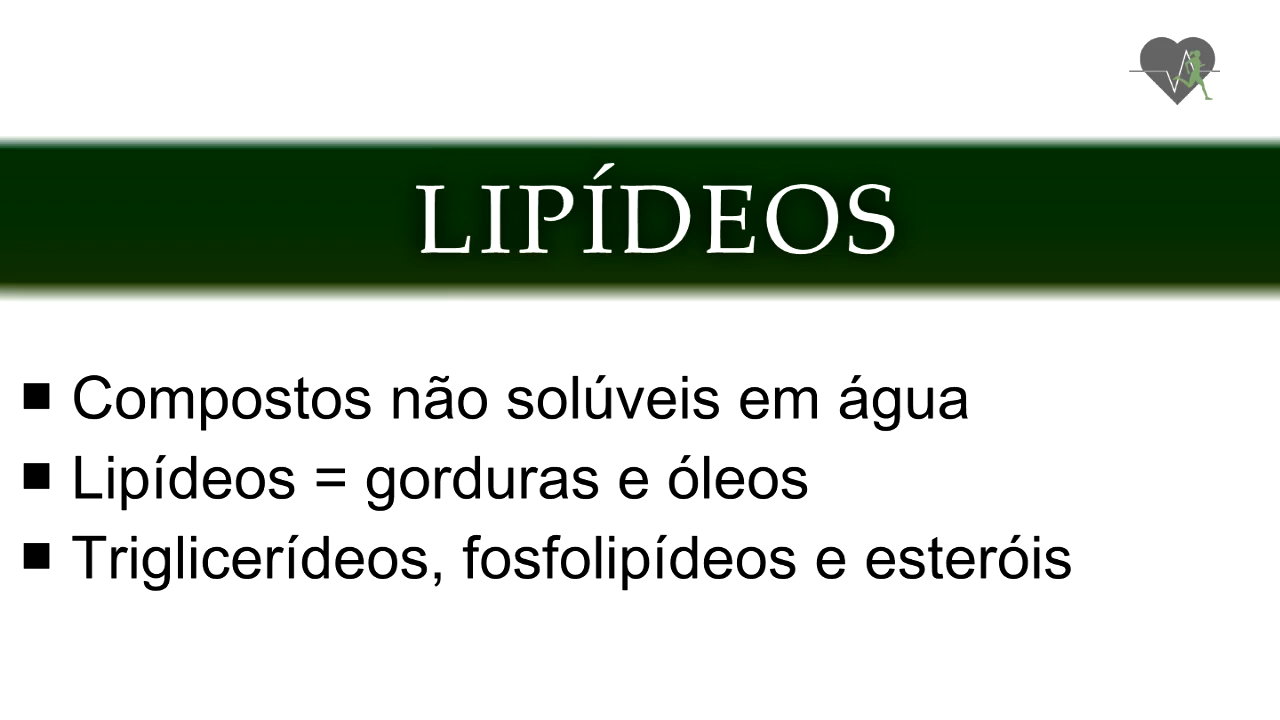 LIPÍDEOS
■ Compostos não solúveis em água
■ Lipídeos = gorduras e óleos
■ Triglicerídeos, fosfolipídeos e esteróis